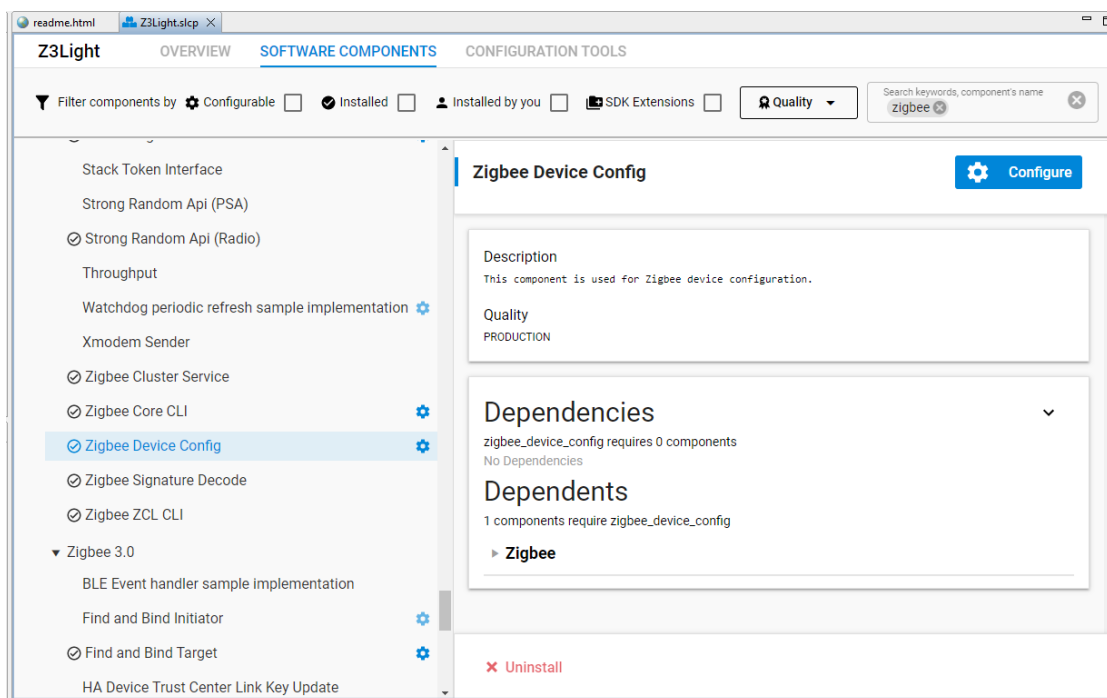 readme.html
Z3Light.slcp
Z3Light
OVERVIEW
SOFTWARE COMPONENTS
CONFIGURATION TOOLS
Filter components by
Configurable
Installed
Installed by you
SDK Extensions
Quality
Search keywords, component's name
zigbee
Stack Token Interface
Strong Random Api (PSA)
Strong Random Api (Radio)
Throughput
Watchdog periodic refresh sample implementation
Xmodem Sender
Zigbee Cluster Service
Zigbee Core CLI
Zigbee Device Config
Zigbee Signature Decode
Zigbee ZCL CLI
Zigbee 3.0
BLE Event handler sample implementation
Find and Bind Initiator
Find and Bind Target
HA Device Trust Center Link Key Update
Zigbee Device Config
Configure
Description
This component is used for Zigbee device configuration.
Quality
PRODUCTION
Dependencies
zigbee_device_config requires 0 components
No Dependencies
Dependents
1 components require zigbee_device_config
Zigbee
Uninstall